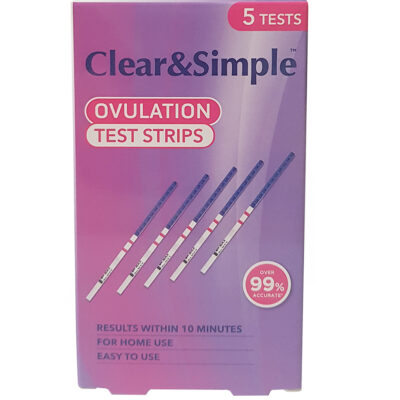 5 TESTS
Clear&Simple™
OVULATION
TEST STRIPS
OVER
99%
ACCURATE*
RESULTS WITHIN 10 MINUTES
FOR HOME USE
EASY TO USE